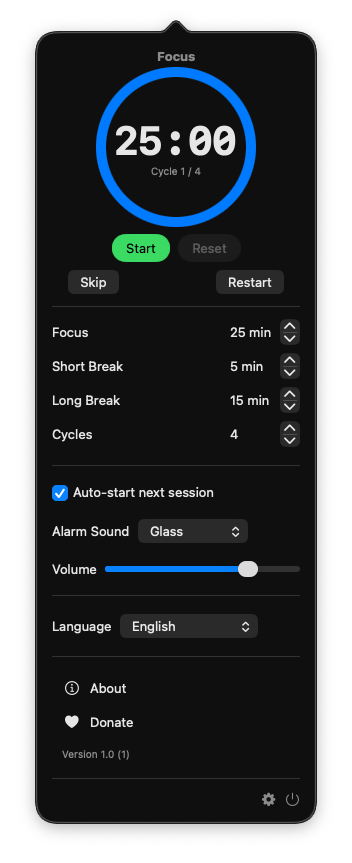 Focus
25:00
Cycle 1 / 4
Start Reset
Skip Restart
Focus 25 min
Short Break 5 min
Long Break 15 min
Cycles 4
Auto-start next session
Alarm Sound Glass
Volume
Language English
About
Donate
Version 1.0 (1)